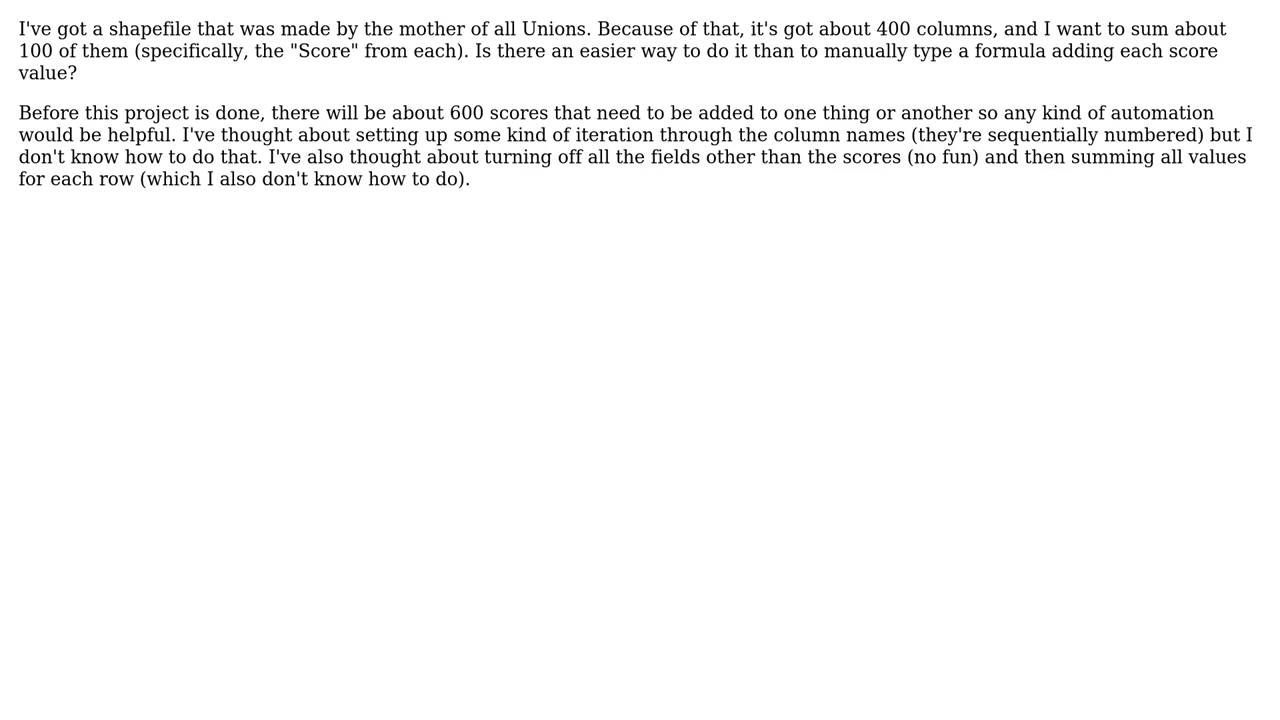 I've got a shapefile that was made by the mother of all Unions. Because of that, it's got about 400 columns, and I want to sum about
100 of them (specifically, the "Score" from each). Is there an easier way to do it than to manually type a formula adding each score
value?
Before this project is done, there will be about 600 scores that need to be added to one thing or another so any kind of automation
would be helpful. I've thought about setting up some kind of iteration through the column names (they're sequentially numbered) but I
don't know how to do that. I've also thought about turning off all the fields other than the scores (no fun) and then summing all values
for each row (which I also don't know how to do).